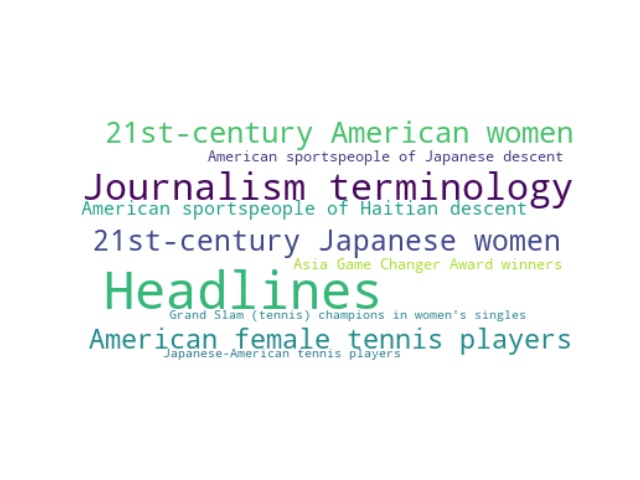 21st-century American women
American sportspeople of Japanese descent
Journalism terminology
American sportspeople of Haitian descent
21st-century Japanese women
Asia Game Changer Award winners
Headlines
Grand Slam (tennis) champions in women's singles
American female tennis players
Japanese-American tennis players